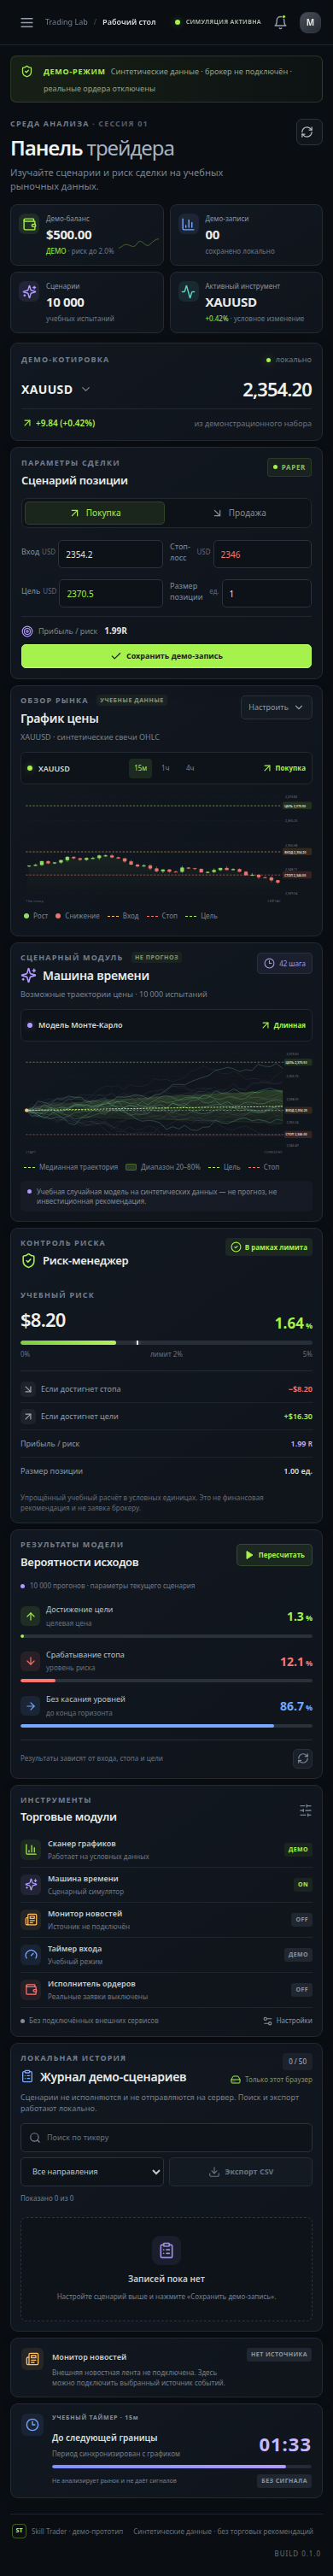 Trading Lab / Рабочий стол
СИМУЛЯЦИЯ АКТИВНА
M
ДЕМО-РЕЖИМ Синтетические данные · брокер не подключён ·
реальные ордера отключены
СРЕДА АНАЛИЗА · СЕССИЯ 01
Панель трейдера
Изучайте сценарии и риск сделки на учебных
рыночных данных.
Демо-баланс
$500.00
ДЕМО · риск до 2.0%
Демо-записи
00
сохранено локально
Сценарии
10 000
учебных испытаний
Активный инструмент
XAUUSD
+0.42% · условное изменение
ДЕМО-КОТИРОВКА
локально
XAUUSD
2,354.20
+9.84 (+0.42%)
из демонстрационного набора
ПАРАМЕТРЫ СДЕЛКИ
PAPER
Сценарий позиции
Покупка
Продажа
Вход USD 2354.2
Стоп-лосс USD 2346
Цель USD 2370.5
Размер позиции ед. 1
Прибыль / риск 1.99R
Сохранить демо-запись
ОБЗОР РЫНКА УЧЕБНЫЕ ДАННЫЕ
Настроить
График цены
XAUUSD · синтетические свечи OHLC
XAUUSD
15м 1ч 4ч
Покупка
Рост Снижение Вход Стоп Цель
СЦЕНАРНЫЙ МОДУЛЬ НЕ ПРОГНОЗ
42 шага
Машина времени
Возможные траектории цены · 10 000 испытаний
Модель Монте-Карло
Длинная
Медианная траектория Диапазон 20–80% Цель Стоп
Учебная случайная модель на синтетических данных — не прогноз, не
инвестиционная рекомендация.
КОНТРОЛЬ РИСКА
В рамках лимита
Риск-менеджер
УЧЕБНЫЙ РИСК
$8.20
1.64 %
0% лимит 2% 5%
Если достигнет стопа −$8.20
Если достигнет цели +$16.30
Прибыль / риск 1.99 R
Размер позиции 1.00 ед.
Упрощённый учебный расчёт в условных единицах. Это не финансовая
рекомендация и не заявка брокеру.
РЕЗУЛЬТАТЫ МОДЕЛИ
Вероятности исходов
Пересчитать
10 000 прогонов · параметры текущего сценария
Достижение цели
целевая цена
1.3 %
Срабатывание стопа
уровень риска
12.1 %
Без касания уровней
до конца горизонта
86.7 %
Результаты зависят от входа, стопа и цели
ИНСТРУМЕНТЫ
Торговые модули
Сканер графиков
Работает на условных данных
ДЕМО
Машина времени
Сценарный симулятор
ON
Монитор новостей
Источник не подключён
OFF
Таймер входа
Учебный режим
ДЕМО
Исполнитель ордеров
Реальные заявки выключены
OFF
Без подключённых внешних сервисов
Настройки
ЛОКАЛЬНАЯ ИСТОРИЯ
0 / 50
Журнал демо-сценариев
Только этот браузер
Сценарии не исполняются и не отправляются на сервер. Поиск и экспорт
работают локально.
Поиск по тикеру
Все направления
Экспорт CSV
Показано 0 из 0
Записей пока нет
Настройте сценарий выше и нажмите «Сохранить демо-запись».
Монитор новостей
НЕТ ИСТОЧНИКА
Внешняя новостная лента не подключена. Здесь
можно подключить выбранный источник событий.
УЧЕБНЫЙ ТАЙМЕР · 15м
До следующей границы
Период синхронизирован с графиком
01:33
Не анализирует рынок и не даёт сигналов
БЕЗ СИГНАЛА
ST
Skill Trader · демо-прототип
Синтетические данные · без торговых рекомендаций
BUILD 0.1.0